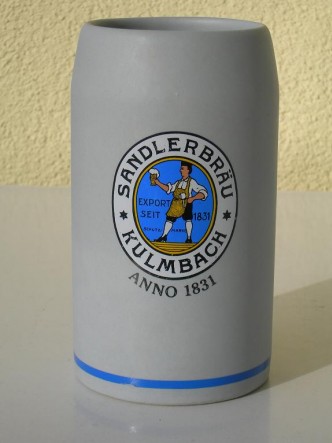 SANDLERBRÄU
EXPORT
SEIT 1831
KULMBACH
ANNO 1831